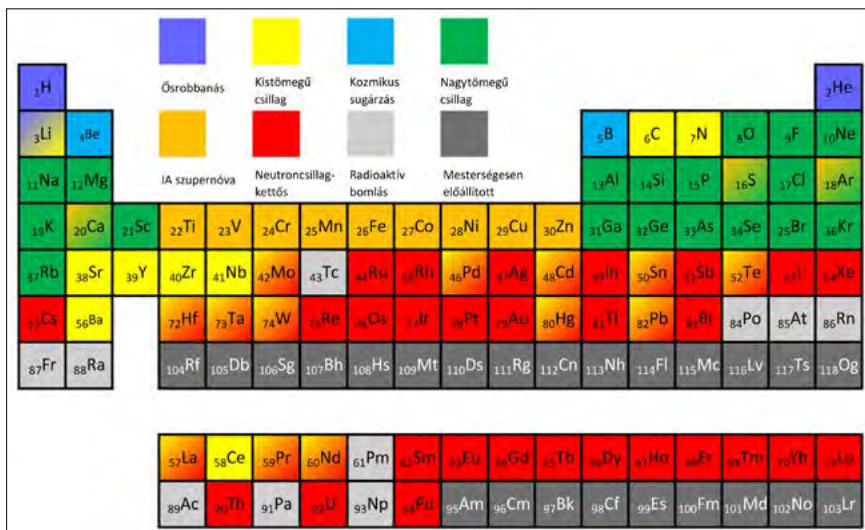 Ősrobbanás Kistömegű csillag Kozmikus sugárzás Nagytömegű csillag
IA szupernóva Neutroncsillag-kettős Radioaktív bomlás Mesterségesen előállított
1H 2He
3Li 4Be 5B 6C 7N 8O 9F 10Ne
11Na 12Mg 13Al 14Si 15P 16S 17Cl 18Ar
19K 20Ca 21Sc 22Ti 23V 24Cr 25Mn 26Fe 27Co 28Ni 29Cu 30Zn 31Ga 32Ge 33As 34Se 35Br 36Kr
37Rb 38Sr 39Y 40Zr 41Nb 42Mo 43Tc 44Ru 45Rh 46Pd 47Ag 48Cd 49In 50Sn 51Sb 52Te 53I 54Xe
55Cs 56Ba 72Hf 73Ta 74W 75Re 76Os 77Ir 78Pt 79Au 80Hg 81Tl 82Pb 83Bi 84Po 85At 86Rn
87Fr 88Ra 104Rf 105Db 106Sg 107Bh 108Hs 109Mt 110Ds 111Rg 112Cn 113Nh 114Fl 115Mc 116Lv 117Ts 118Og
57La 58Ce 59Pr 60Nd 61Pm 62Sm 63Eu 64Gd 65Tb 66Dy 67Ho 68Er 69Tm 70Yb 71Lu
89Ac 90Th 91Pa 92U 93Np 94Pu 95Am 96Cm 97Bk 98Cf 99Es 100Fm 101Md 102No 103Lr